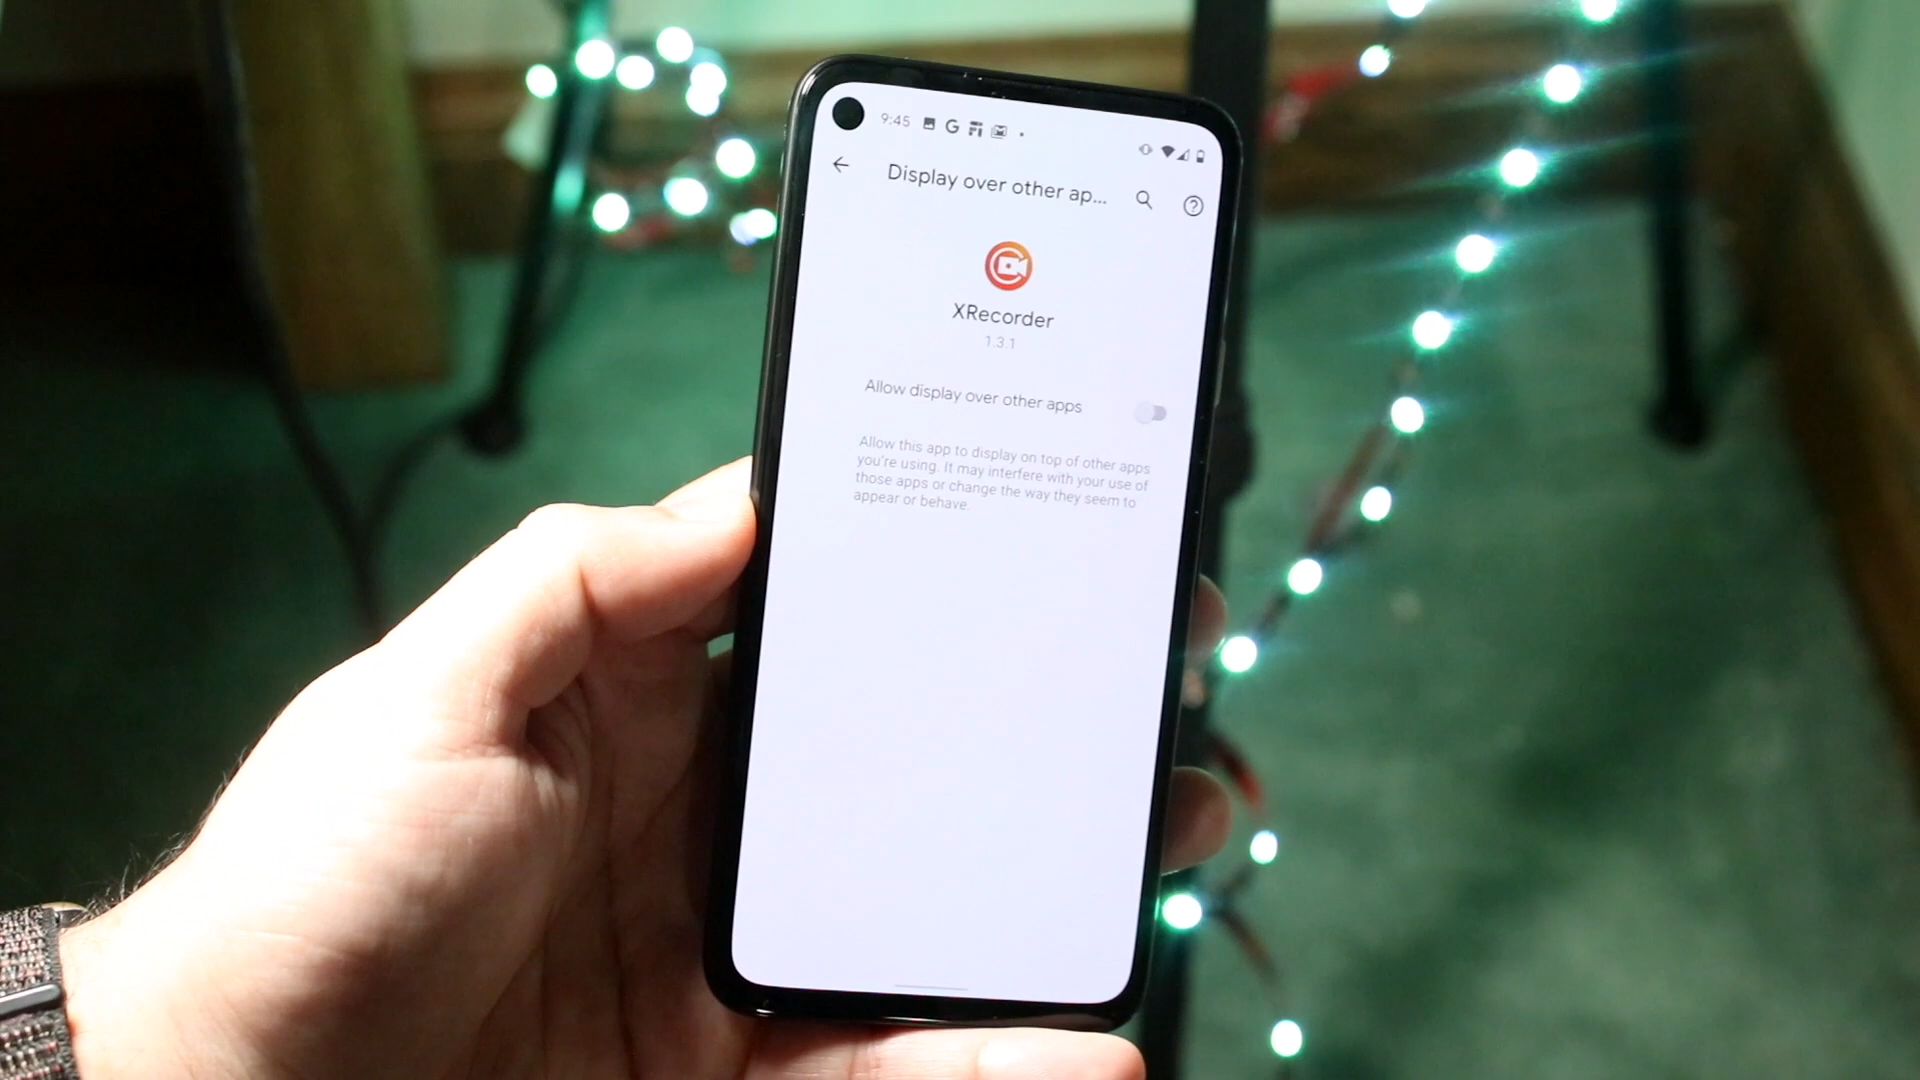 9:45
Display over other ap...
XRecorder
1.3.1
Allow display over other apps
Allow this app to display on top of other apps
you're using. It may interfere with your use of
those apps or change the way they seem to
appear or behave.